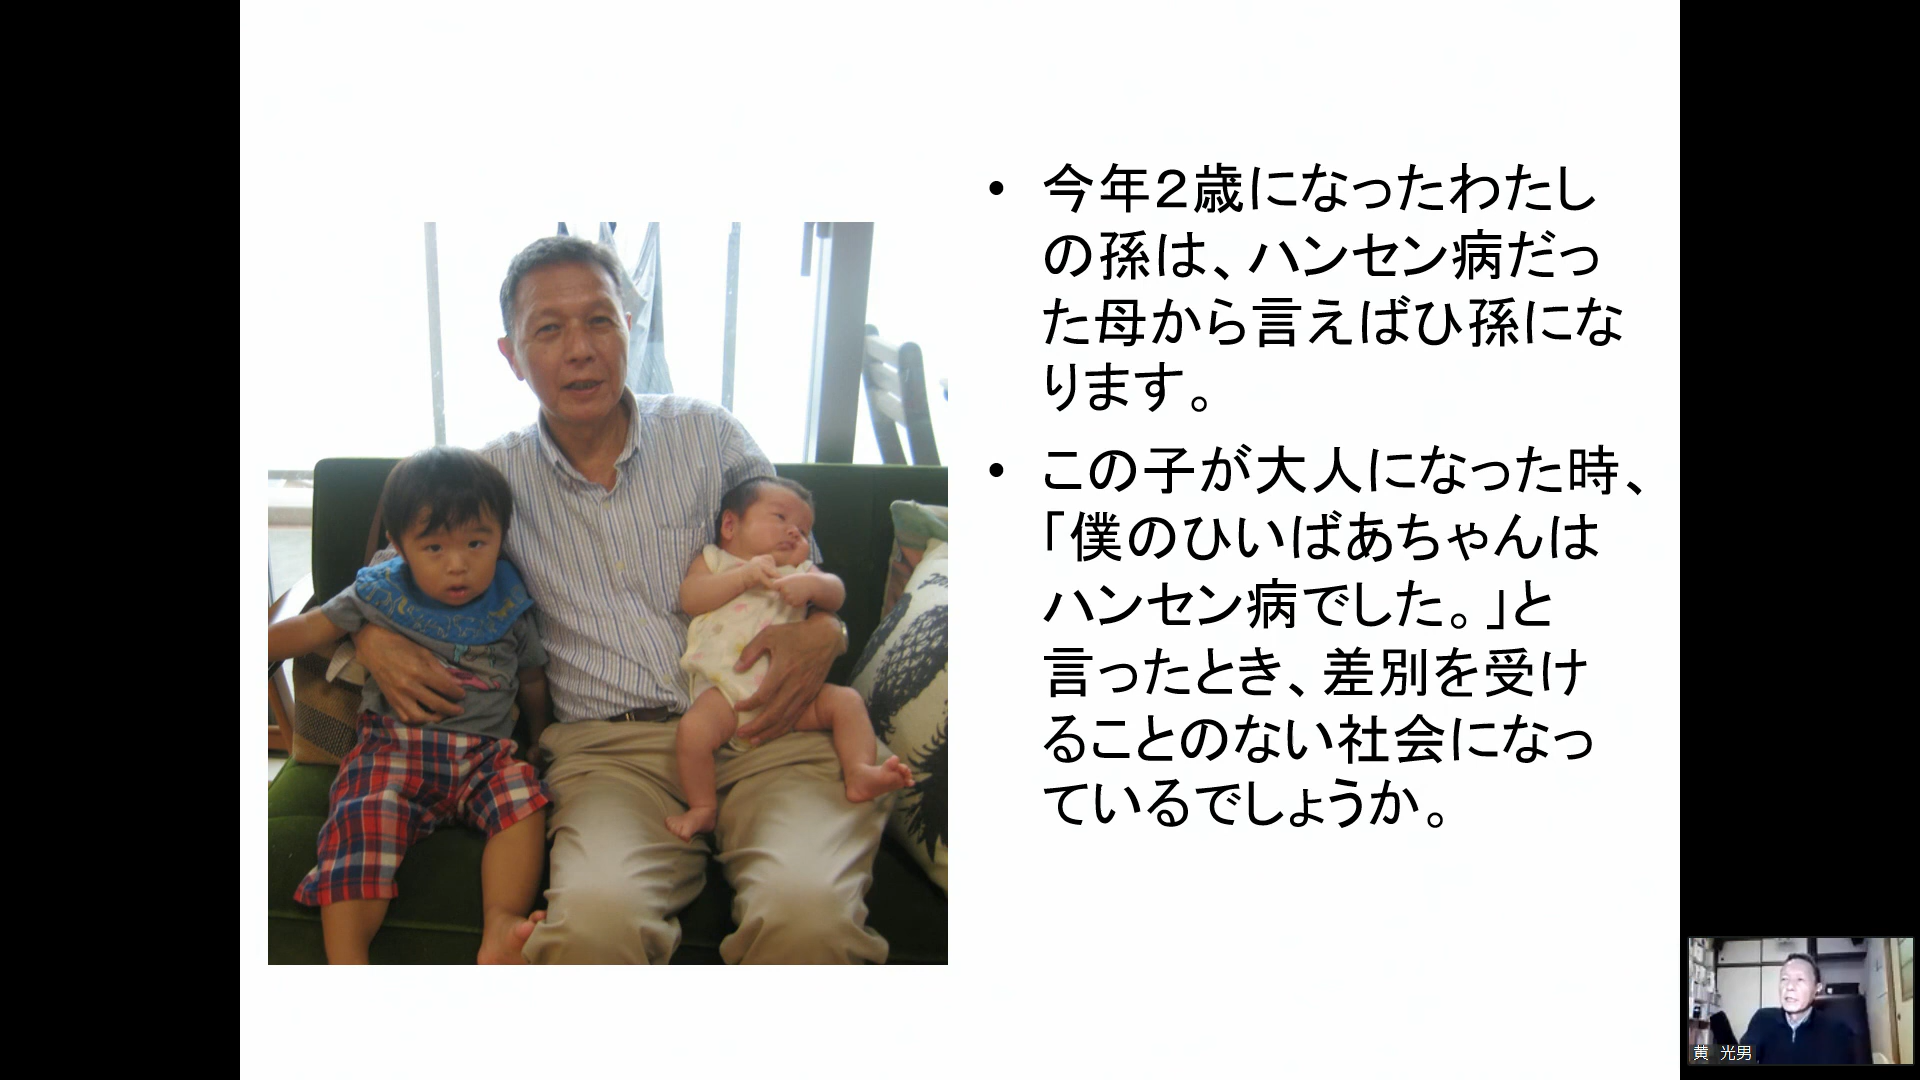 • 今年２歳になったわたし
の孫は、ハンセン病だっ
た母から言えばひ孫にな
ります。
• この子が大人になった時、
「僕のひいばあちゃんは
ハンセン病でした。」と
言ったとき、差別を受け
ることのない社会になっ
ているでしょうか。
黄 光男